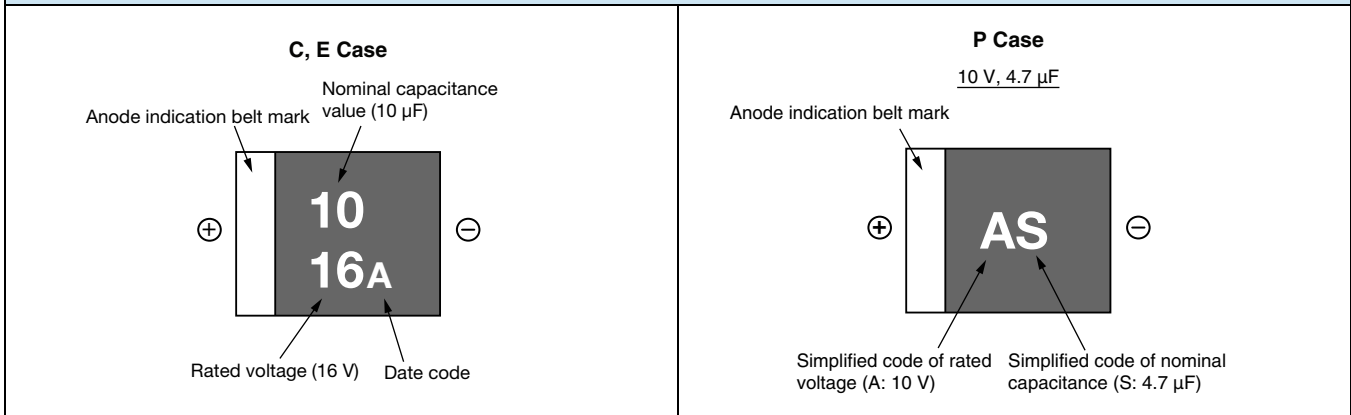 C, E Case
Nominal capacitance
value (10 µF)
Anode indication belt mark
10
16A
⊕
⊖
Rated voltage (16 V)
Date code
P Case
10 V, 4.7 µF
Anode indication belt mark
AS
⊕
⊖
Simplified code of rated
voltage (A: 10 V)
Simplified code of nominal
capacitance (S: 4.7 µF)